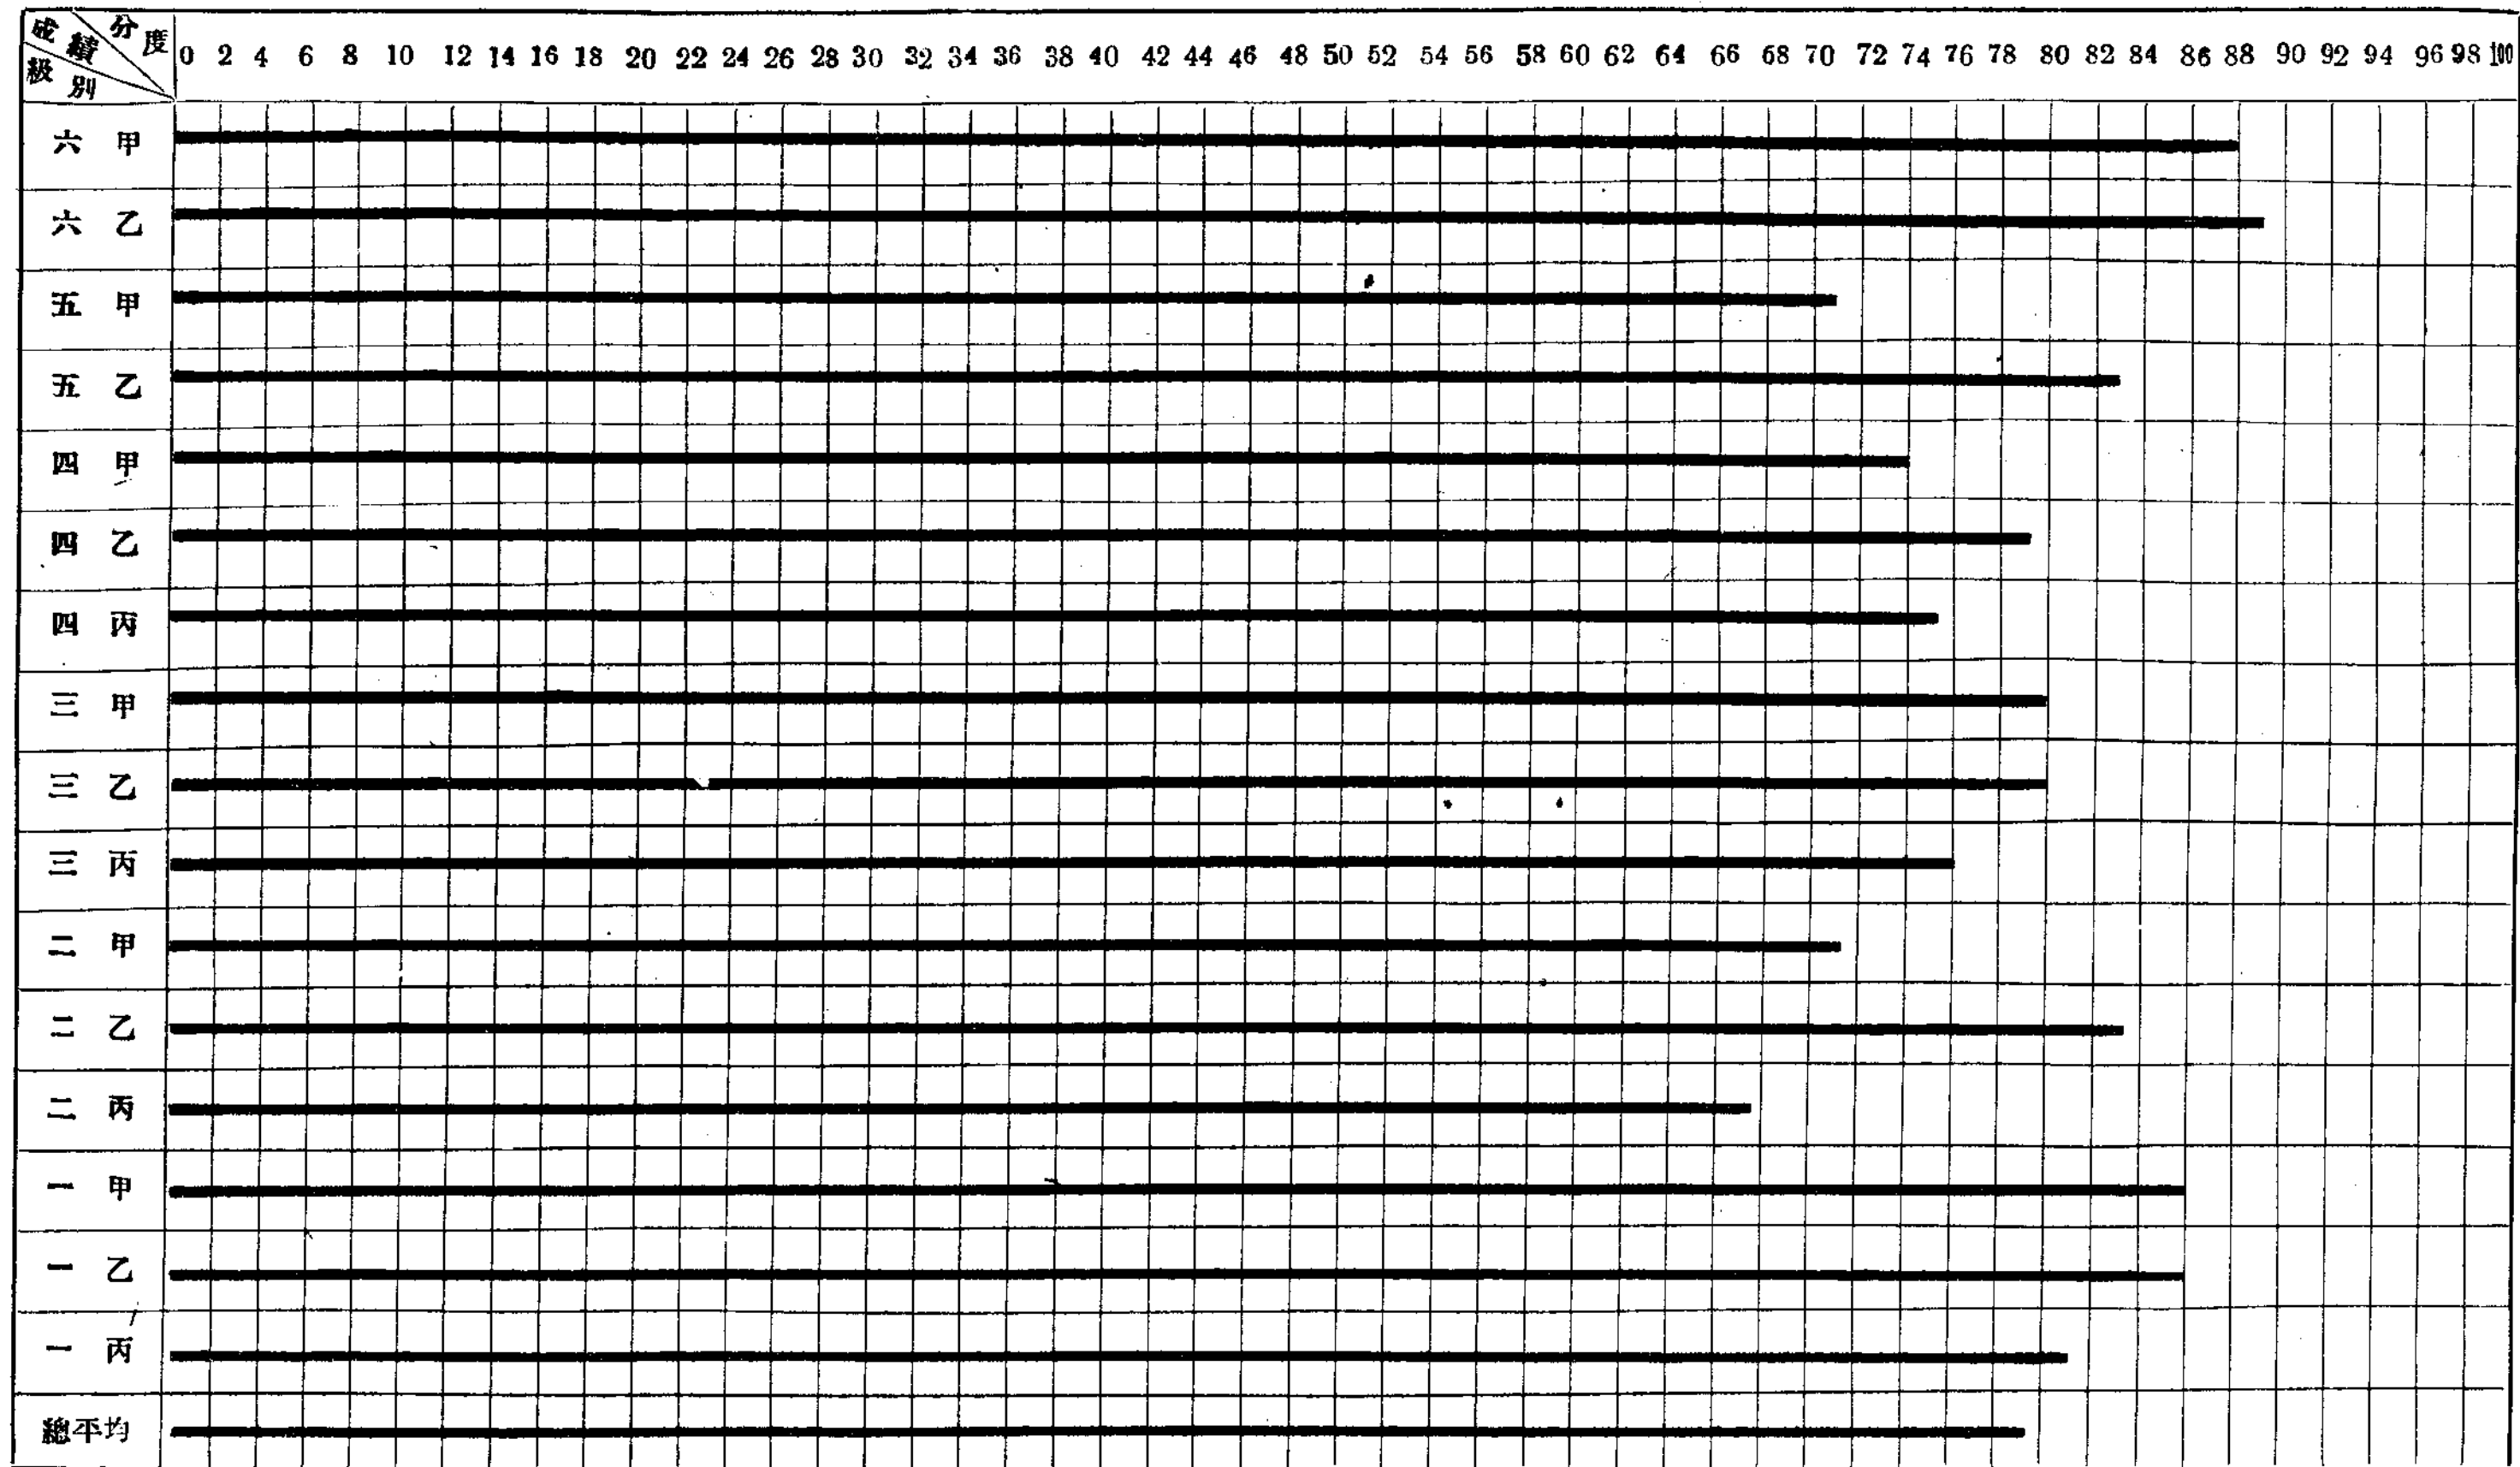 成績 分度
級別
0 2 4 6 8 10 12 14 16 18 20 22 24 26 28 30 32 34 36 38 40 42 44 46 48 50 52 54 56 58 60 62 64 66 68 70 72 74 76 78 80 82 84 86 88 90 92 94 96 98 100
六甲
六乙
五甲
五乙
四甲
四乙
四丙
三甲
三乙
三丙
二甲
二乙
二丙
一甲
一乙
一丙
總平均